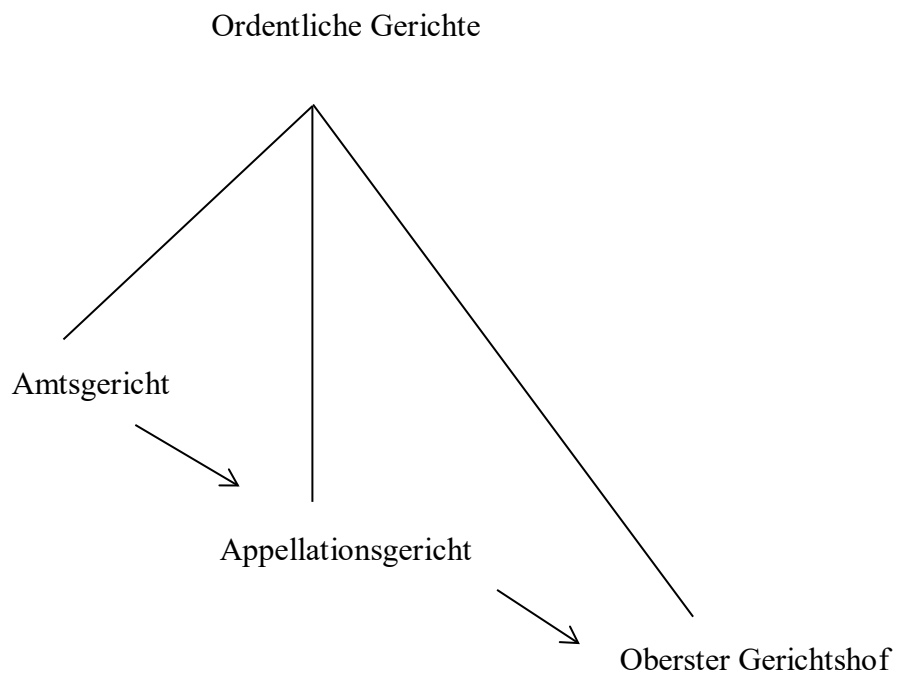 Ordentliche Gerichte
Amtsgericht
Appellationsgericht
Oberster Gerichtshof